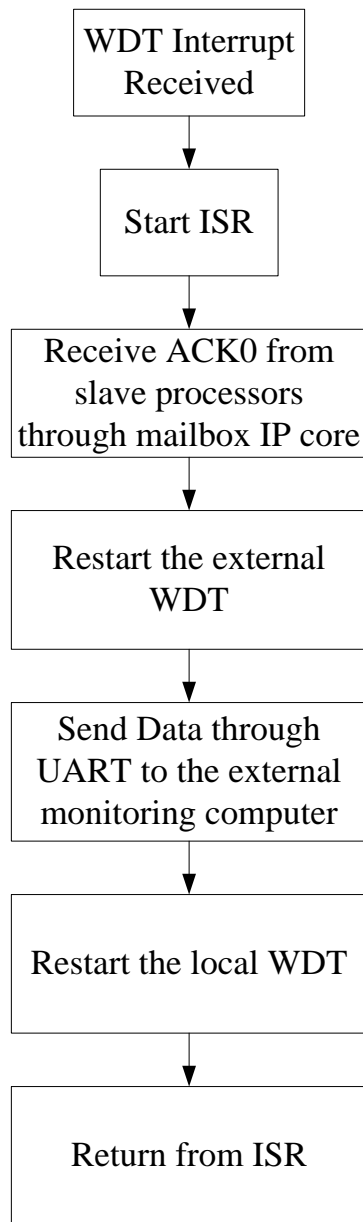 WDT Interrupt
Received
Start ISR
Receive ACK0 from
slave processors
through mailbox IP core
Restart the external
WDT
Send Data through
UART to the external
monitoring computer
Restart the local WDT
Return from ISR